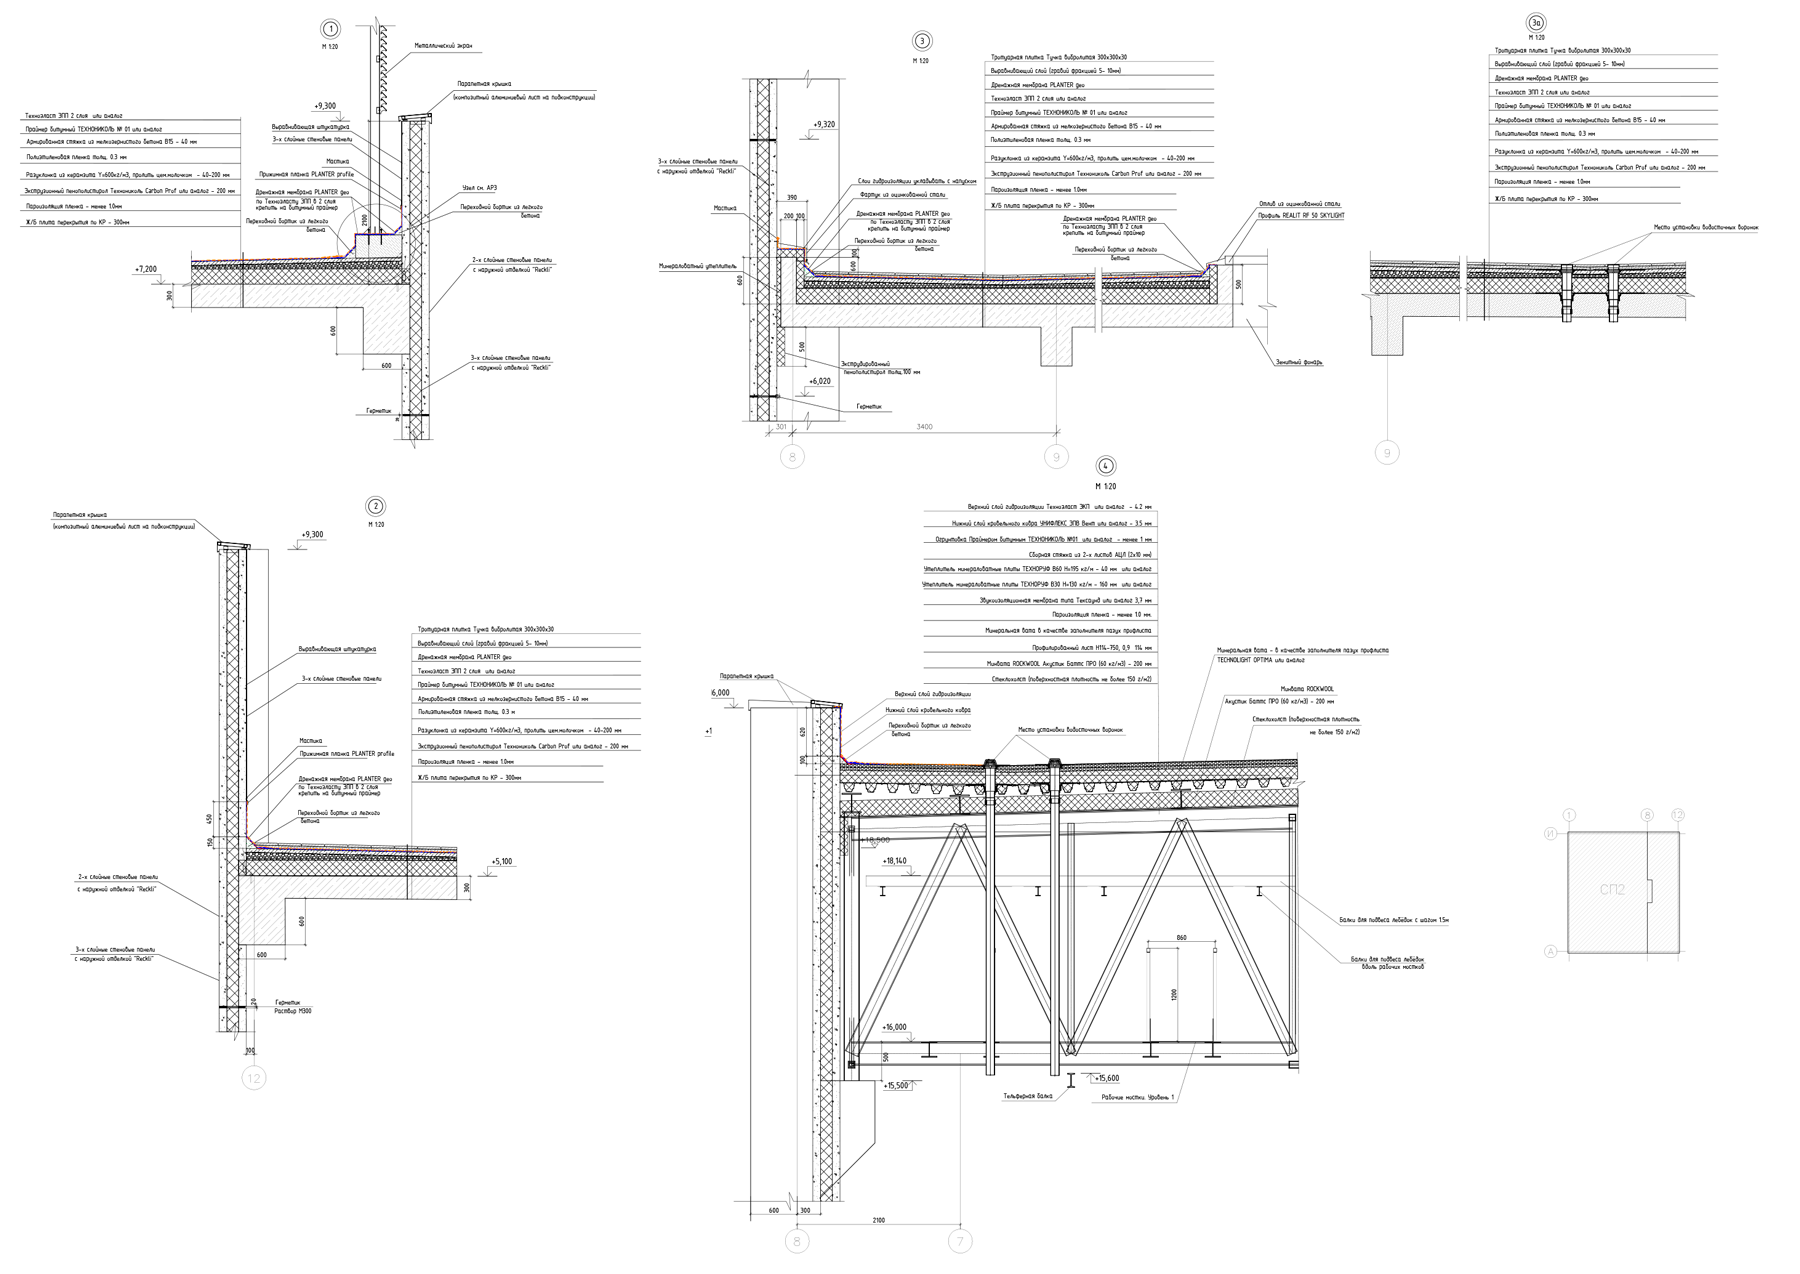 1
М 1:20
Металлический экран
Парапетная крышка
(композитный алюминиевый лист на подконструкции)
+9,300
Выравнивающая штукатурка
3-х слойные стеновые панели
Мастика
Прижимная планка PLANTER profile
Дренажная мембрана PLANTER geo
по Техноэласту ЭПП в 2 слоя
крепить на битумный праймер
Переходной бортик из легкого
бетона
Узел см. АР3
Переходной бортик из легкого
бетона
2-х слойные стеновые панели
с наружной отделкой "Reckli"
3-х слойные стеновые панели
с наружной отделкой "Reckli"
Герметик
Техноэласт ЭПП 2 слоя или аналог
Праймер битумный ТЕХНОНИКОЛЬ № 01 или аналог
Армированная стяжка из мелкозернистого бетона В15 - 40 мм
Полиэтиленовая пленка толщ. 0.3 мм
Разуклонка из керамзита Y=600кг/м3, пролить цем.молочком - 40-200 мм
Экструзионный пенополистирол Технониколь Carbon Prof или аналог - 200 мм
Пароизоляция пленка - менее 1.0мм
Ж/Б плита перекрытия по КР - 300мм
+7,200
300
600
600
3
М 1:20
Тротуарная плитка Тучка вибролитая 300x300x30
Выравнивающий слой (гравий фракцией 5- 10мм)
Дренажная мембрана PLANTER geo
Техноэласт ЭПП 2 слоя или аналог
Праймер битумный ТЕХНОНИКОЛЬ № 01 или аналог
Армированная стяжка из мелкозернистого бетона В15 - 40 мм
Полиэтиленовая пленка толщ. 0.3 мм
Разуклонка из керамзита Y=600кг/м3, пролить цем.молочком - 40-200 мм
Экструзионный пенополистирол Технониколь Carbon Prof или аналог - 200 мм
Пароизоляция пленка - менее 1.0мм
Ж/Б плита перекрытия по КР - 300мм
+9,320
3-х слойные стеновые панели
с наружной отделкой "Reckli"
Мастика
Минераловатный утеплитель
390
200
100
Слои гидроизоляции укладывать с напуском
Фартук из оцинкованной стали
Дренажная мембрана PLANTER geo
по Техноэласту ЭПП в 2 слоя
крепить на битумный праймер
Переходной бортик из легкого
бетона
600
600
500
Дренажная мембрана PLANTER geo
по Техноэласту ЭПП в 2 слоя
крепить на битумный праймер
Переходной бортик из легкого
бетона
Отлив из оцинкованной стали
Профиль REALIT RF 50 SKYLIGHT
500
Зенитный фонарь
Экструдированный
пенополистирол толщ.100 мм
+6,020
Герметик
301
3400
8
9
3а
М 1:20
Тротуарная плитка Тучка вибролитая 300x300x30
Выравнивающий слой (гравий фракцией 5- 10мм)
Дренажная мембрана PLANTER geo
Техноэласт ЭПП 2 слоя или аналог
Праймер битумный ТЕХНОНИКОЛЬ № 01 или аналог
Армированная стяжка из мелкозернистого бетона В15 - 40 мм
Полиэтиленовая пленка толщ. 0.3 мм
Разуклонка из керамзита Y=600кг/м3, пролить цем.молочком - 40-200 мм
Экструзионный пенополистирол Технониколь Carbon Prof или аналог - 200 мм
Пароизоляция пленка - менее 1.0мм
Ж/Б плита перекрытия по КР - 300мм
Место установки водосточных воронок
9
2
М 1:20
Парапетная крышка
(композитный алюминиевый лист на подконструкции)
+9,300
Выравнивающая штукатурка
3-х слойные стеновые панели
Мастика
Прижимная планка PLANTER profile
Дренажная мембрана PLANTER geo
по Техноэласту ЭПП в 2 слоя
крепить на битумный праймер
Переходной бортик из легкого
бетона
450
150
Тротуарная плитка Тучка вибролитая 300x300x30
Выравнивающий слой (гравий фракцией 5- 10мм)
Дренажная мембрана PLANTER geo
Техноэласт ЭПП 2 слоя или аналог
Праймер битумный ТЕХНОНИКОЛЬ № 01 или аналог
Армированная стяжка из мелкозернистого бетона В15 - 40 мм
Полиэтиленовая пленка толщ. 0.3 м
Разуклонка из керамзита Y=600кг/м3, пролить цем.молочком - 40-200 мм
Экструзионный пенополистирол Технониколь Carbon Prof или аналог - 200 мм
Пароизоляция пленка - менее 1.0мм
Ж/Б плита перекрытия по КР - 300мм
+5,100
300
600
600
2-х слойные стеновые панели
с наружной отделкой "Reckli"
3-х слойные стеновые панели
с наружной отделкой "Reckli"
20
Герметик
Раствор М300
100
12
4
М 1:20
Верхний слой гидроизоляции Техноэласт ЭКП или аналог - 4.2 мм
Нижний слой кровельного ковра УНИФЛЕКС ЭПВ Вент или аналог - 3.5 мм
Огрунтовка Праймером битумным ТЕХНОНИКОЛЬ №01 или аналог - менее 1 мм
Сборная стяжка из 2-х листов АЦЛ (2x10 мм)
Утеплитель минераловатные плиты ТЕХНОРУФ В60 Н=195 кг/м - 40 мм или аналог
Утеплитель минераловатные плиты ТЕХНОРУФ В30 Н=130 кг/м - 160 мм или аналог
Звукоизоляционная мембрана типа Тексаунд или аналог 3,7 мм
Пароизоляция пленка - менее 1.0 мм.
Минеральная вата в качестве заполнителя пазух профлиста
Профилированный лист Н114-750, 0,9 114 мм
Минвата ROCKWOOL Акустик Баттс ПРО (60 кг/м3) - 200 мм
Стеклохолст (поверхностная плотность не более 150 г/м2)
Парапетная крышка
6,000
+1
Верхний слой гидроизоляции
Нижний слой кровельного ковра
Переходной бортик из легкого
бетона
620
100
Место установки водосточных воронок
Минеральная вата - в качестве заполнителя пазух профлиста
TECHNOLIGHT OPTIMA или аналог
Минвата ROCKWOOL
Акустик Баттс ПРО (60 кг/м3) - 200 мм
Стеклохолст (поверхностная плотность
не более 150 г/м2)
+18,500
+18,140
Балки для подвеса лебедок с шагом 1.5м
860
1200
Балки для подвеса лебедок
вдоль рабочих мостков
+16,000
500
+15,500
+15,600
Тельферная балка
Рабочие мостки. Уровень 1
600
300
2100
8
7
1
8
12
И
СП2
А